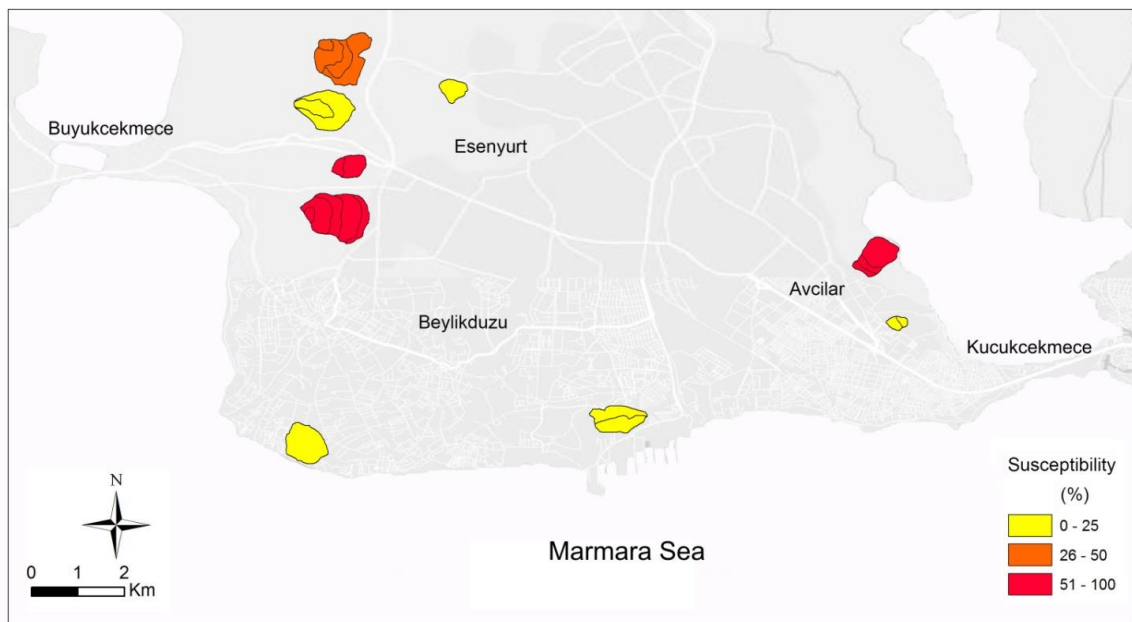 Buyukcekmece
Esenyurt
Avcilar
Beylikduzu
Kucukcekmece
Susceptibility
(%)
0 - 25
26 - 50
51 - 100
N
Marmara Sea
0 1 2
Km